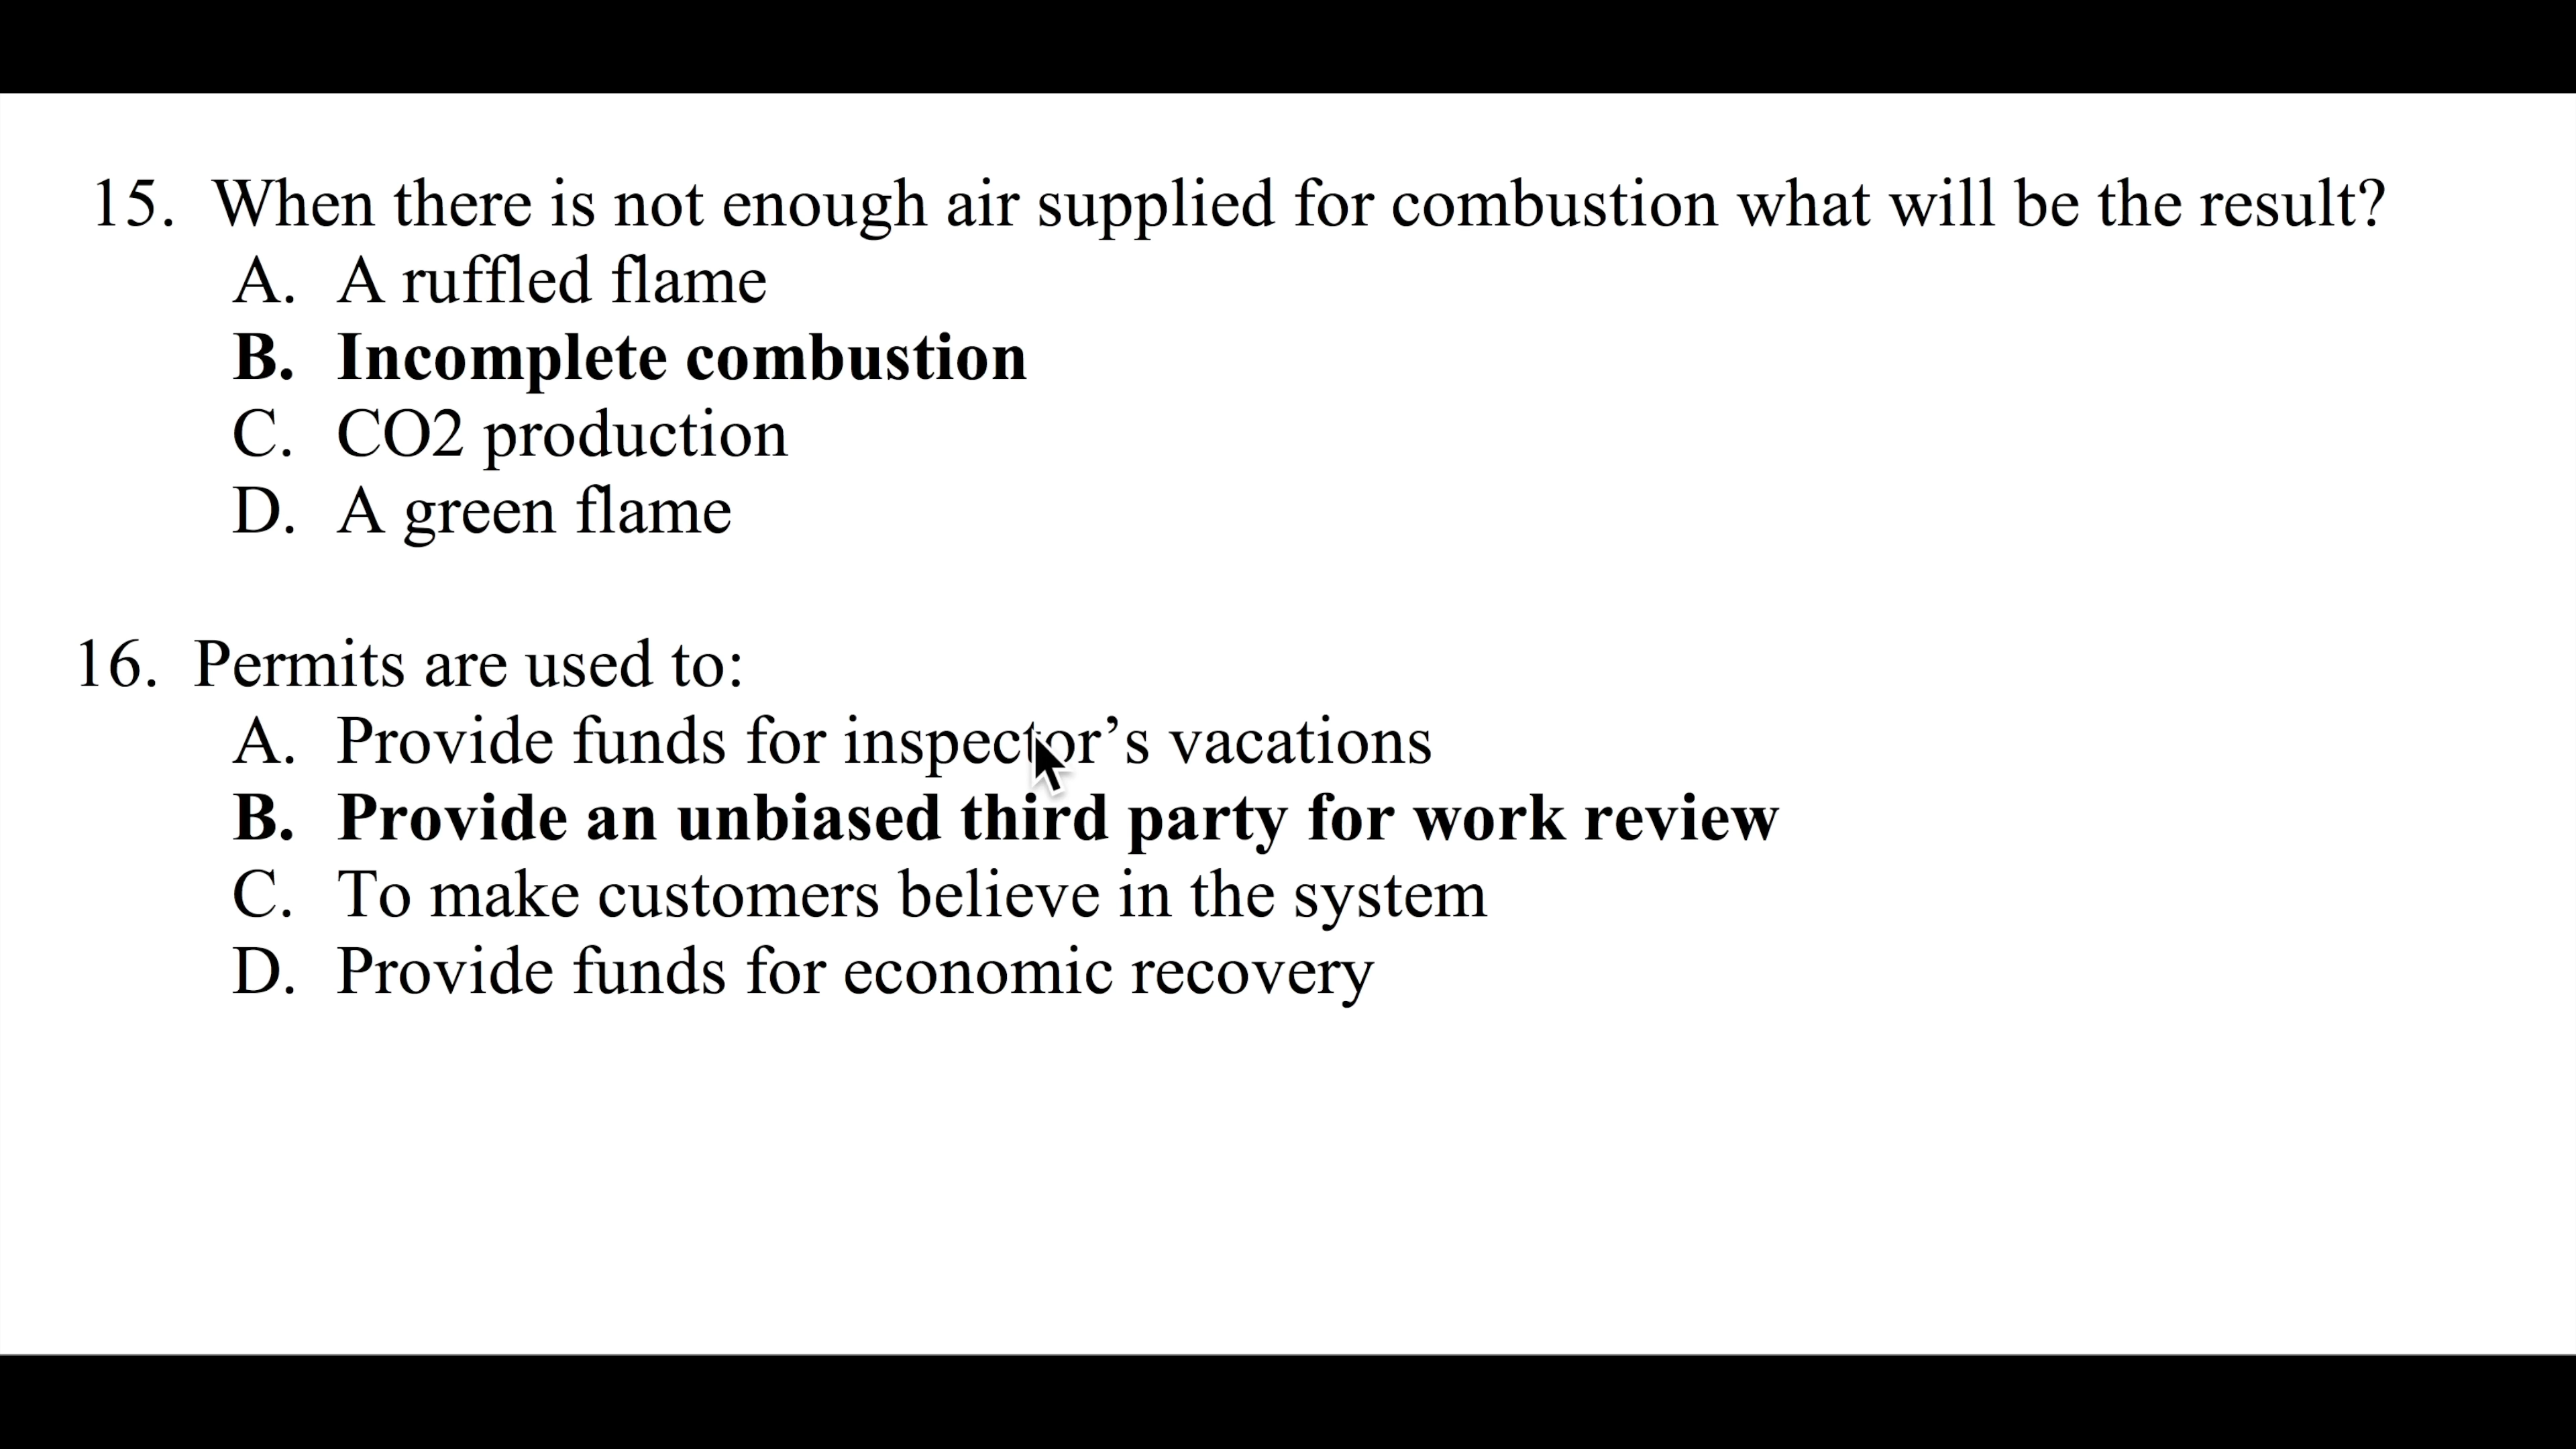 15. When there is not enough air supplied for combustion what will be the result?
A. A ruffled flame
B. Incomplete combustion
C. CO2 production
D. A green flame
16. Permits are used to:
A. Provide funds for inspector’s vacations
B. Provide an unbiased third party for work review
C. To make customers believe in the system
D. Provide funds for economic recovery